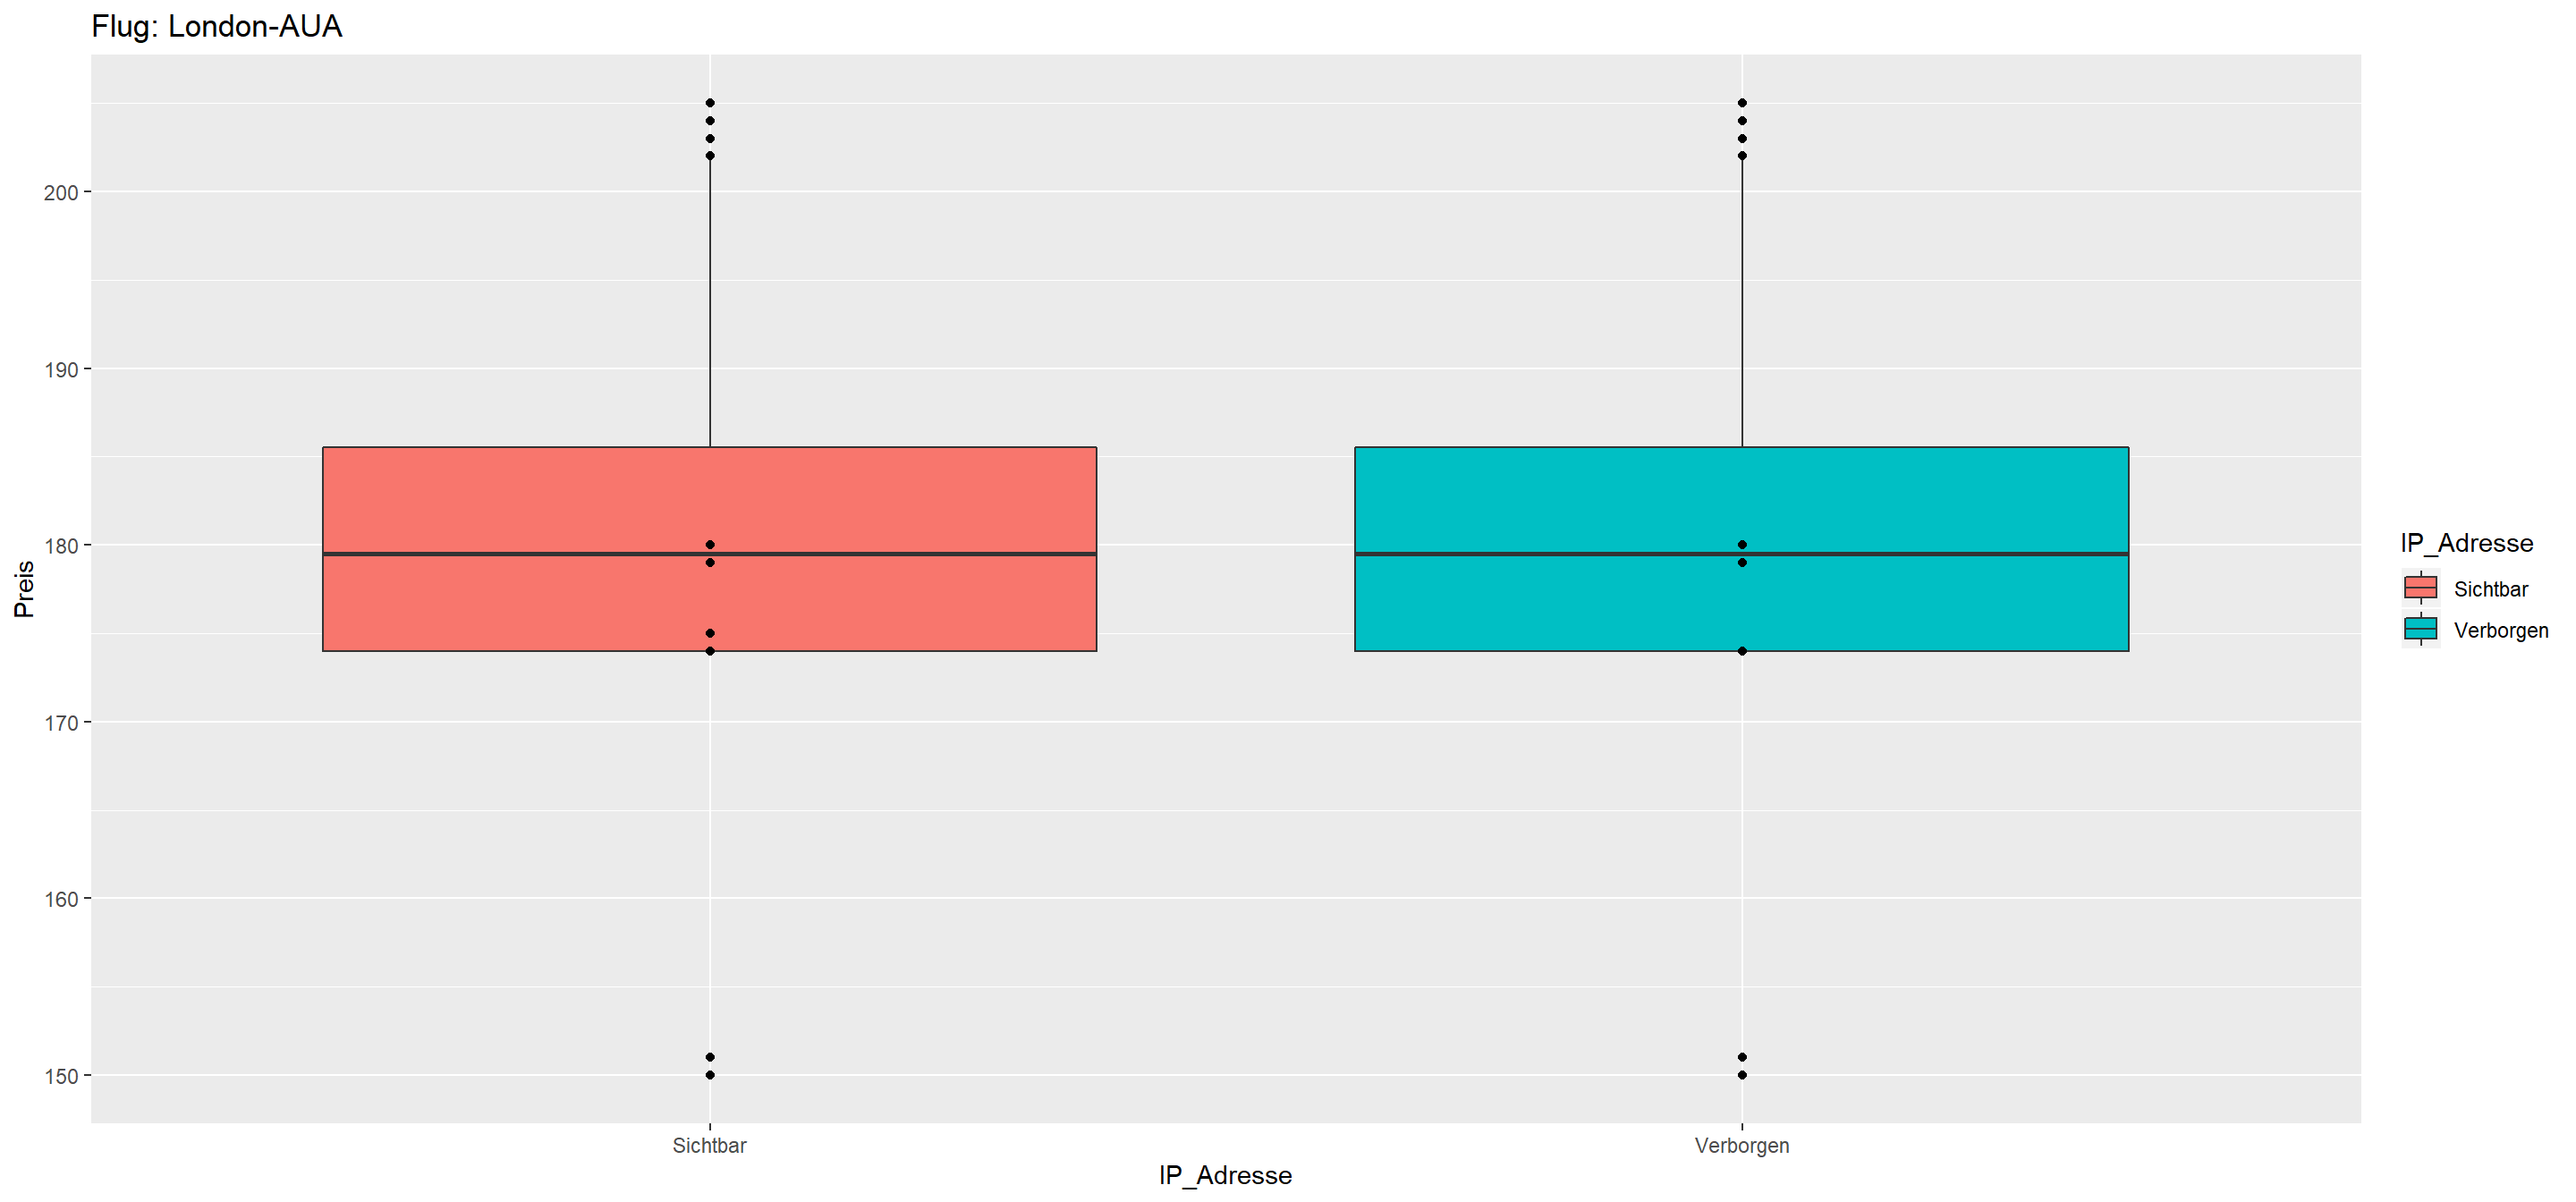 Flug: London-AUA
Preis
200
190
180
170
160
150
Sichtbar
Verborgen
IP_Adresse
IP_Adresse
Sichtbar
Verborgen